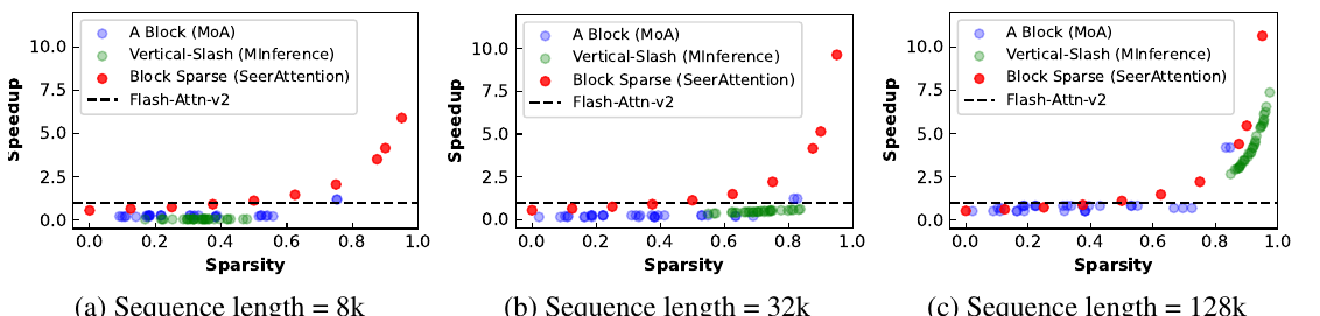 A Block (MoA)
Vertical-Slash (MInference)
Block Sparse (SeerAttention)
Flash-Attn-v2
10.0
7.5
5.0
2.5
0.0
Speedup
0.0 0.2 0.4 0.6 0.8 1.0
Sparsity
(a) Sequence length = 8k
A Block (MoA)
Vertical-Slash (MInference)
Block Sparse (SeerAttention)
Flash-Attn-v2
10.0
7.5
5.0
2.5
0.0
Speedup
0.0 0.2 0.4 0.6 0.8 1.0
Sparsity
(b) Sequence length = 32k
A Block (MoA)
Vertical-Slash (MInference)
Block Sparse (SeerAttention)
Flash-Attn-v2
10.0
7.5
5.0
2.5
0.0
Speedup
0.0 0.2 0.4 0.6 0.8 1.0
Sparsity
(c) Sequence length = 128k